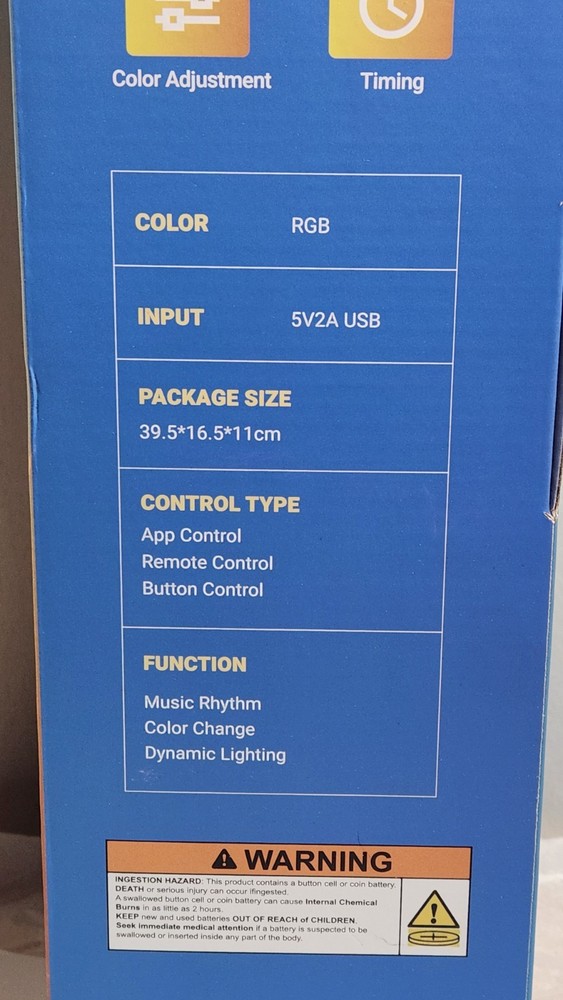 Color Adjustment
Timing
COLOR RGB
INPUT 5V2A USB
PACKAGE SIZE
39.5*16.5*11cm
CONTROL TYPE
App Control
Remote Control
Button Control
FUNCTION
Music Rhythm
Color Change
Dynamic Lighting
WARNING
INGESTION HAZARD: This product contains a button cell or coin battery.
DEATH or serious injury can occur ifingested.
A swallowed button cell or coin battery can cause Internal Chemical
Burns in as little as 2 hours.
KEEP new and used batteries OUT OF REACH of CHILDREN.
Seek immediate medical attention if a battery is suspected to be
swallowed or inserted inside any part of the body.